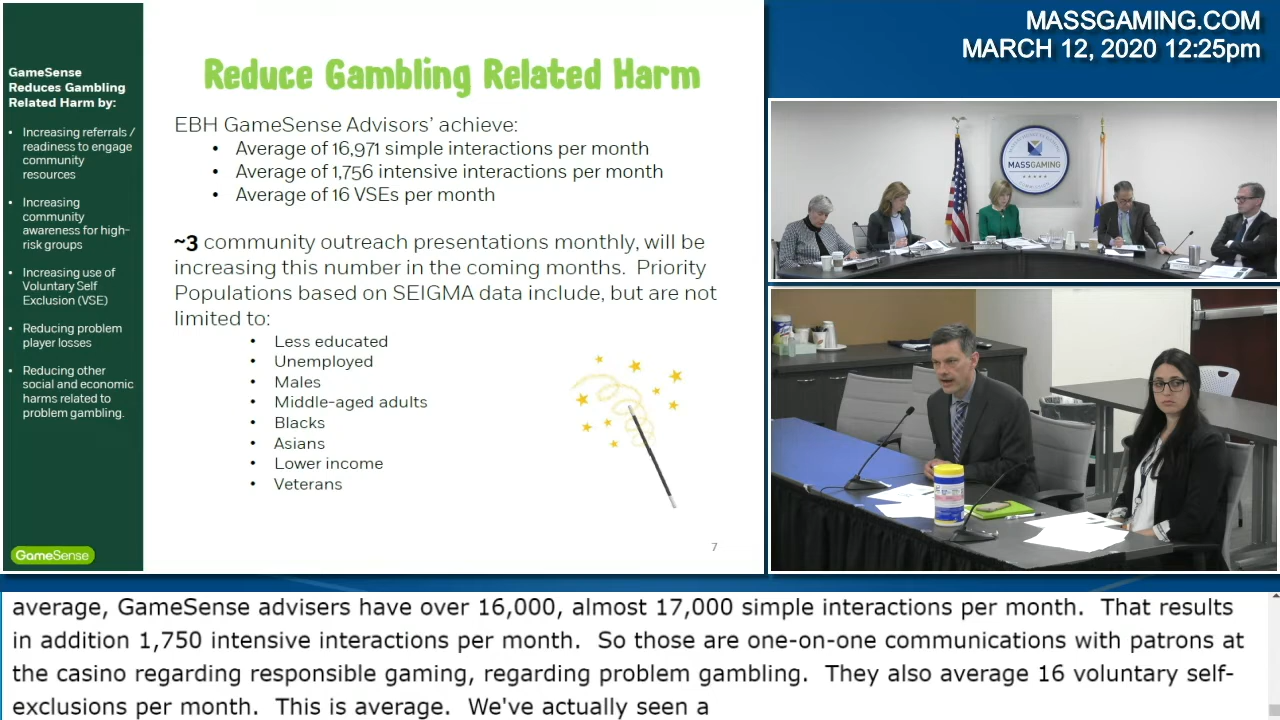 MASSGAMING.COM
MARCH 12, 2020 12:25pm
GameSense
Reduces Gambling
Related Harm by:
• Increasing referrals /
readiness to engage
community
resources
• Increasing
community
awareness for high-
risk groups
• Increasing use of
Voluntary Self
Exclusion (VSE)
• Reducing problem
player losses
• Reducing other
social and economic
harms related to
problem gambling.
GameSense
Reduce Gambling Related Harm
EBH GameSense Advisors’ achieve:
• Average of 16,971 simple interactions per month
• Average of 1,756 intensive interactions per month
• Average of 16 VSEs per month
~3 community outreach presentations monthly, will be
increasing this number in the coming months. Priority
Populations based on SEIGMA data include, but are not
limited to:
• Less educated
• Unemployed
• Males
• Middle-aged adults
• Blacks
• Asians
• Lower income
• Veterans
7
MASSGAMING
average, GameSense advisers have over 16,000, almost 17,000 simple interactions per month. That results
in addition 1,750 intensive interactions per month. So those are one-on-one communications with patrons at
the casino regarding responsible gaming, regarding problem gambling. They also average 16 voluntary self-
exclusions per month. This is average. We've actually seen a